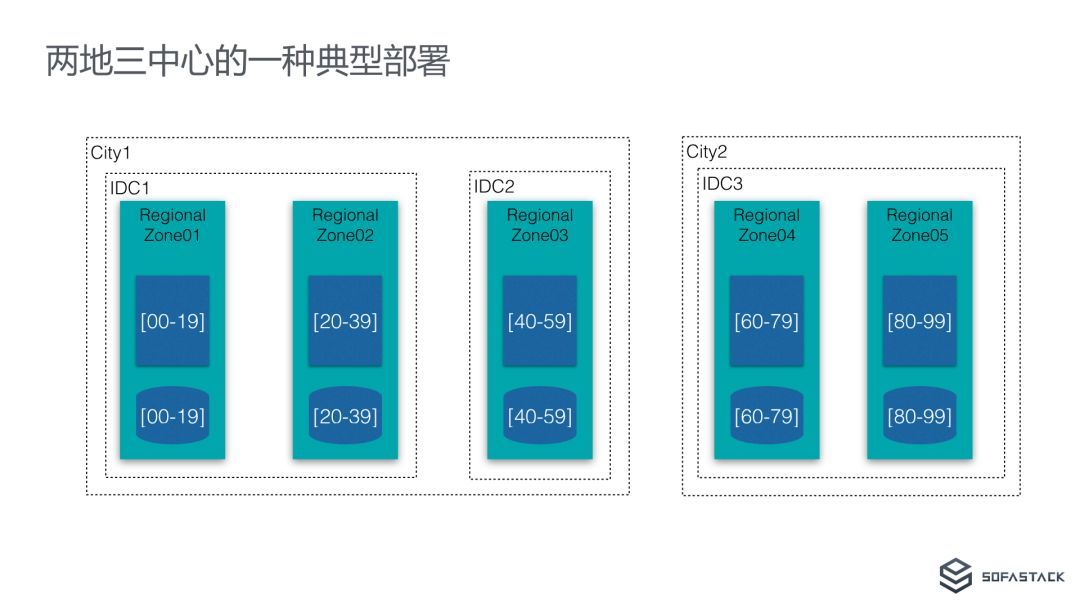 两地三中心的一种典型部署
City1
IDC1
Regional
Zone01
[00-19]
[00-19]
Regional
Zone02
[20-39]
[20-39]
IDC2
Regional
Zone03
[40-59]
[40-59]
City2
IDC3
Regional
Zone04
[60-79]
[60-79]
Regional
Zone05
[80-99]
[80-99]
SOFASTACK